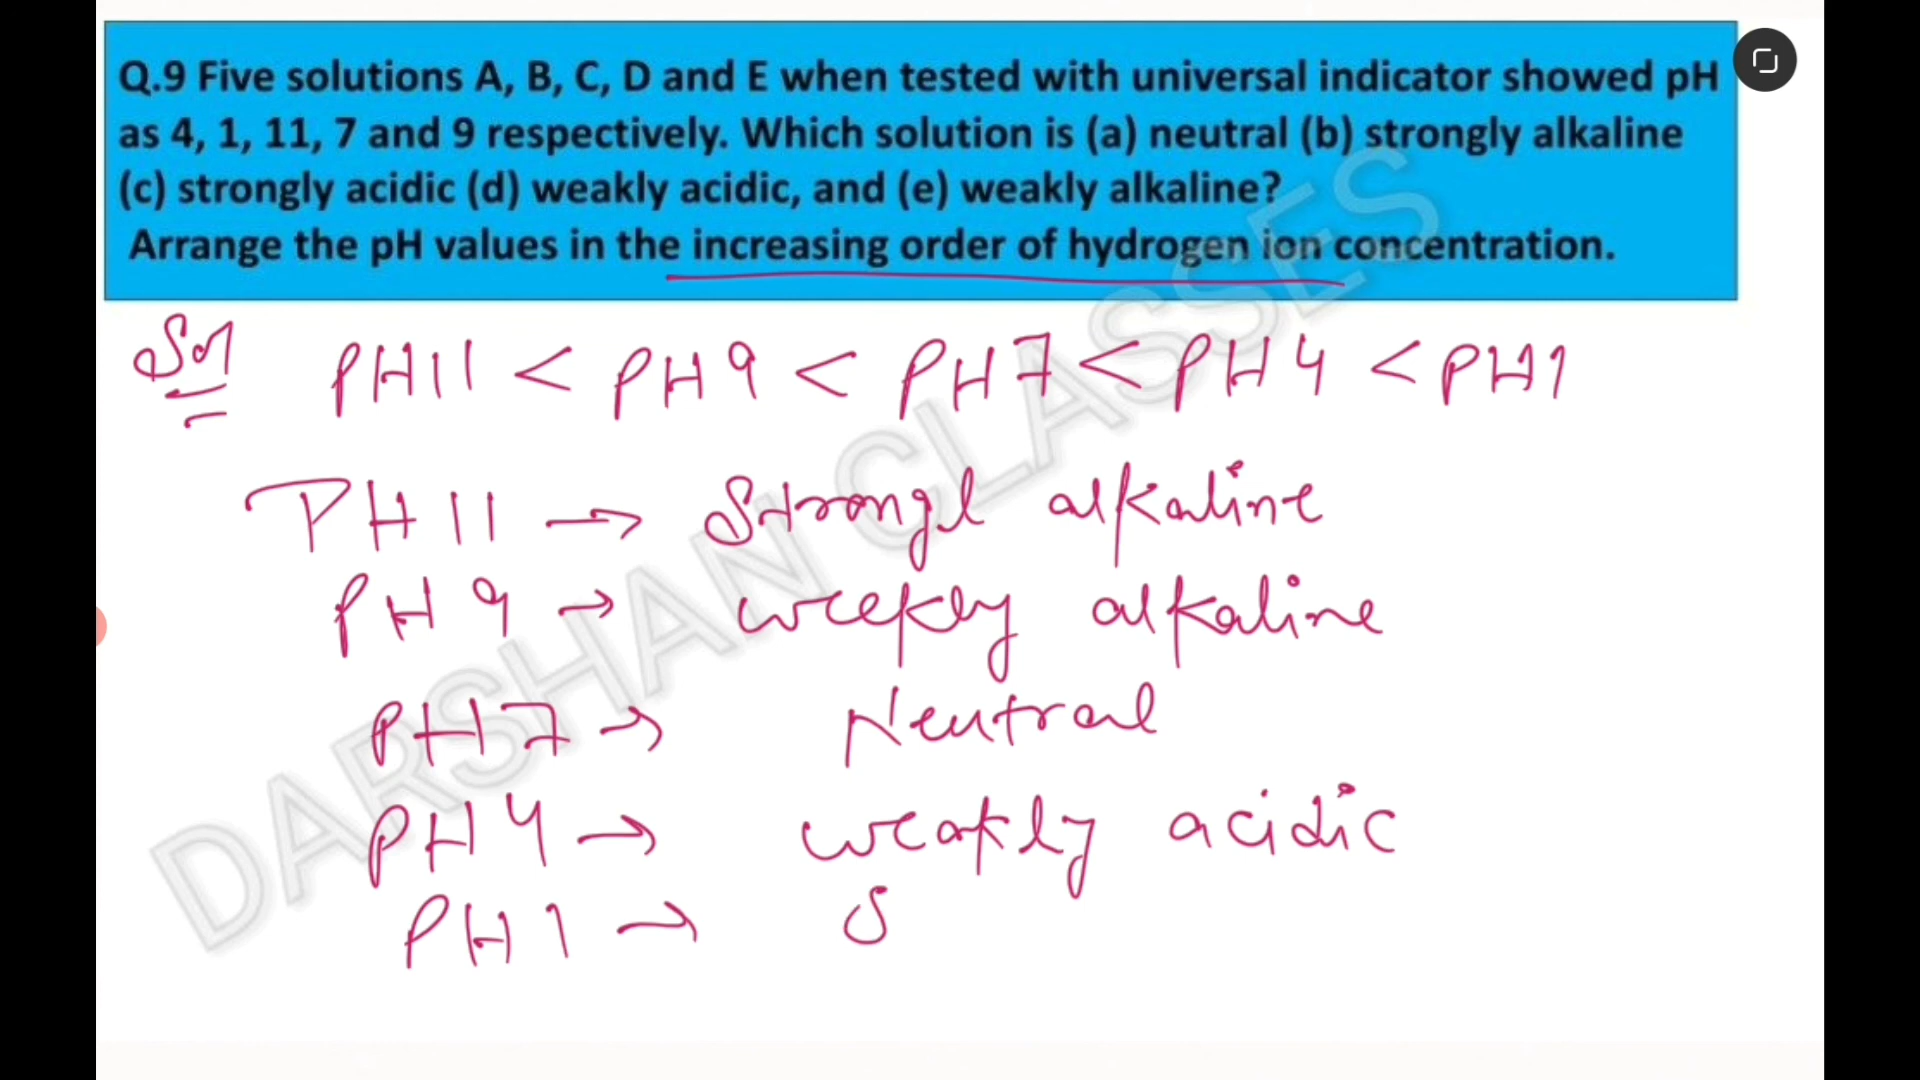 Q.9 Five solutions A, B, C, D and E when tested with universal indicator showed pH
as 4, 1, 11, 7 and 9 respectively. Which solution is (a) neutral (b) strongly alkaline
(c) strongly acidic (d) weakly acidic, and (e) weakly alkaline?
Arrange the pH values in the increasing order of hydrogen ion concentration.
Sol PH11 < PH9 < PH7 < PH4 < PH1
PH11 → Strongl alkaline
PH 9 → weekly alkaline
PH7 → Neutral
PH4 → weakly acidic
PH1 → S
DARSHAN CLASSES